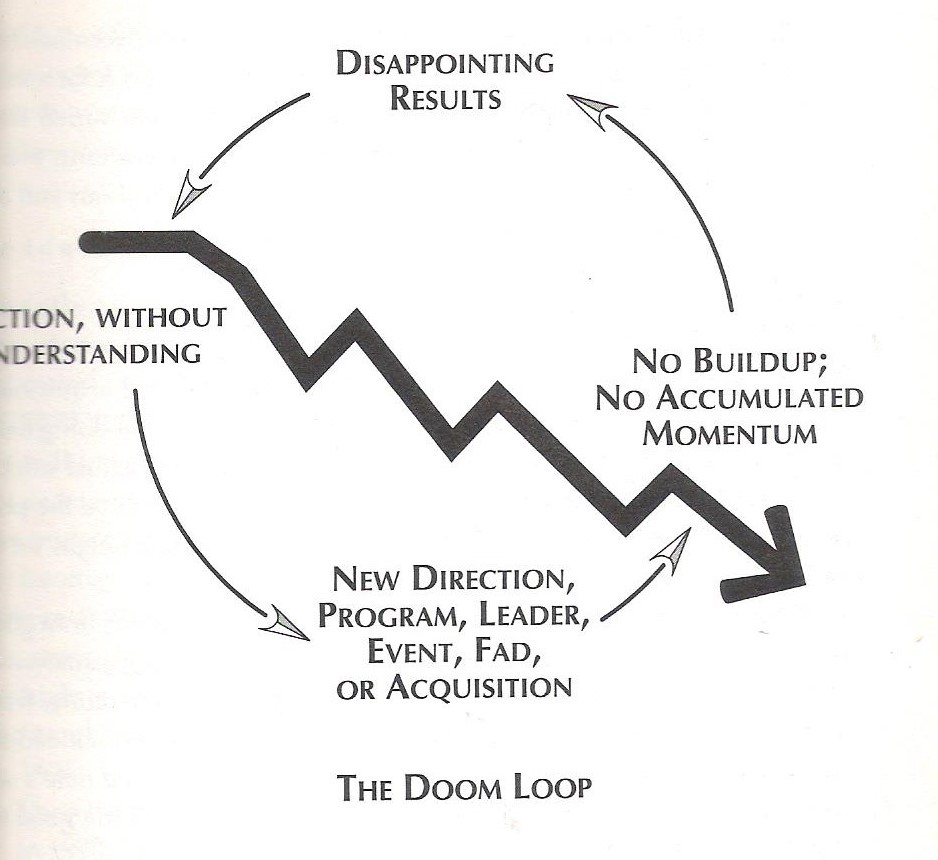 DISAPPOINTING
RESULTS
CTION, WITHOUT
NDERSTANDING
NO BUILDUP;
NO ACCUMULATED
MOMENTUM
NEW DIRECTION,
PROGRAM, LEADER,
EVENT, FAD,
OR ACQUISITION
THE DOOM LOOP